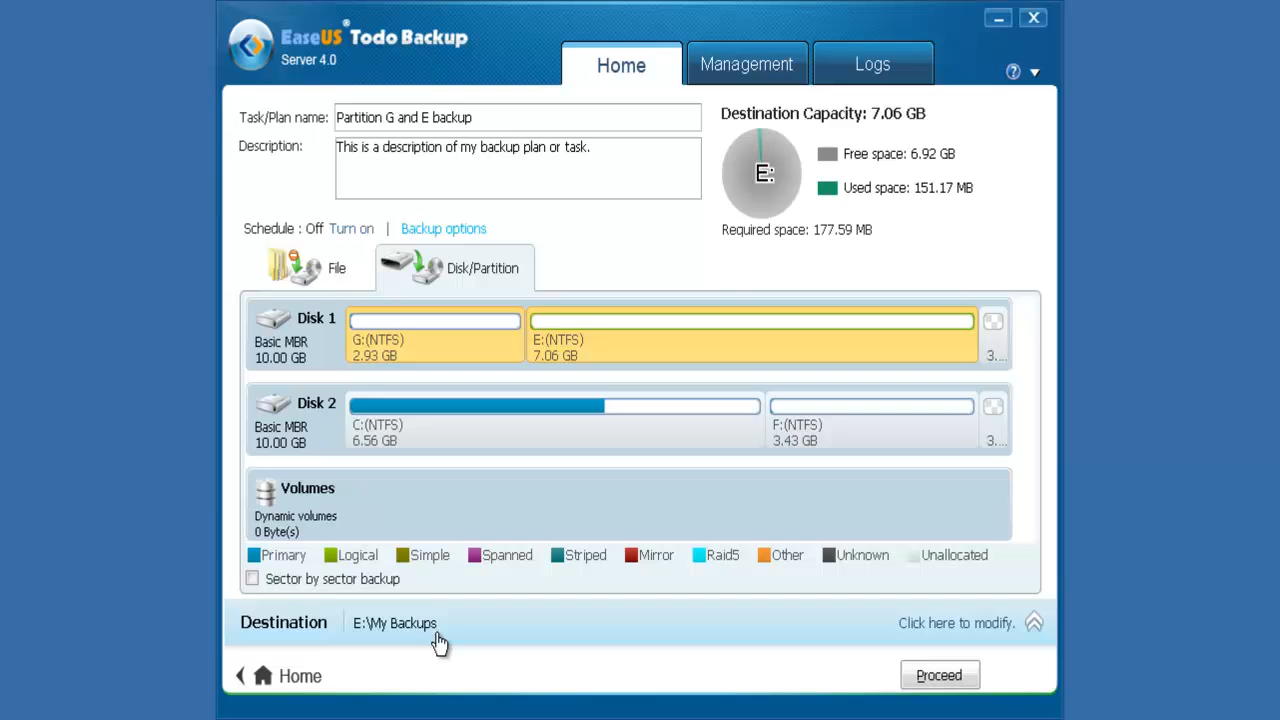 EaseUS® Todo Backup
Server 4.0
Home
Management
Logs
Task/Plan name: Partition G and E backup
Description: This is a description of my backup plan or task.
Destination Capacity: 7.06 GB
E:
Free space: 6.92 GB
Used space: 151.17 MB
Required space: 177.59 MB
Schedule : Off Turn on | Backup options
File
Disk/Partition
Disk 1
Basic MBR
10.00 GB
G:(NTFS)
2.93 GB
E:(NTFS)
7.06 GB
3....
Disk 2
Basic MBR
10.00 GB
C:(NTFS)
6.56 GB
F:(NTFS)
3.43 GB
3....
Volumes
Dynamic volumes
0 Byte(s)
Primary Logical Simple Spanned Striped Mirror Raid5 Other Unknown Unallocated
Sector by sector backup
Destination E:\My Backups Click here to modify.
Home
Proceed